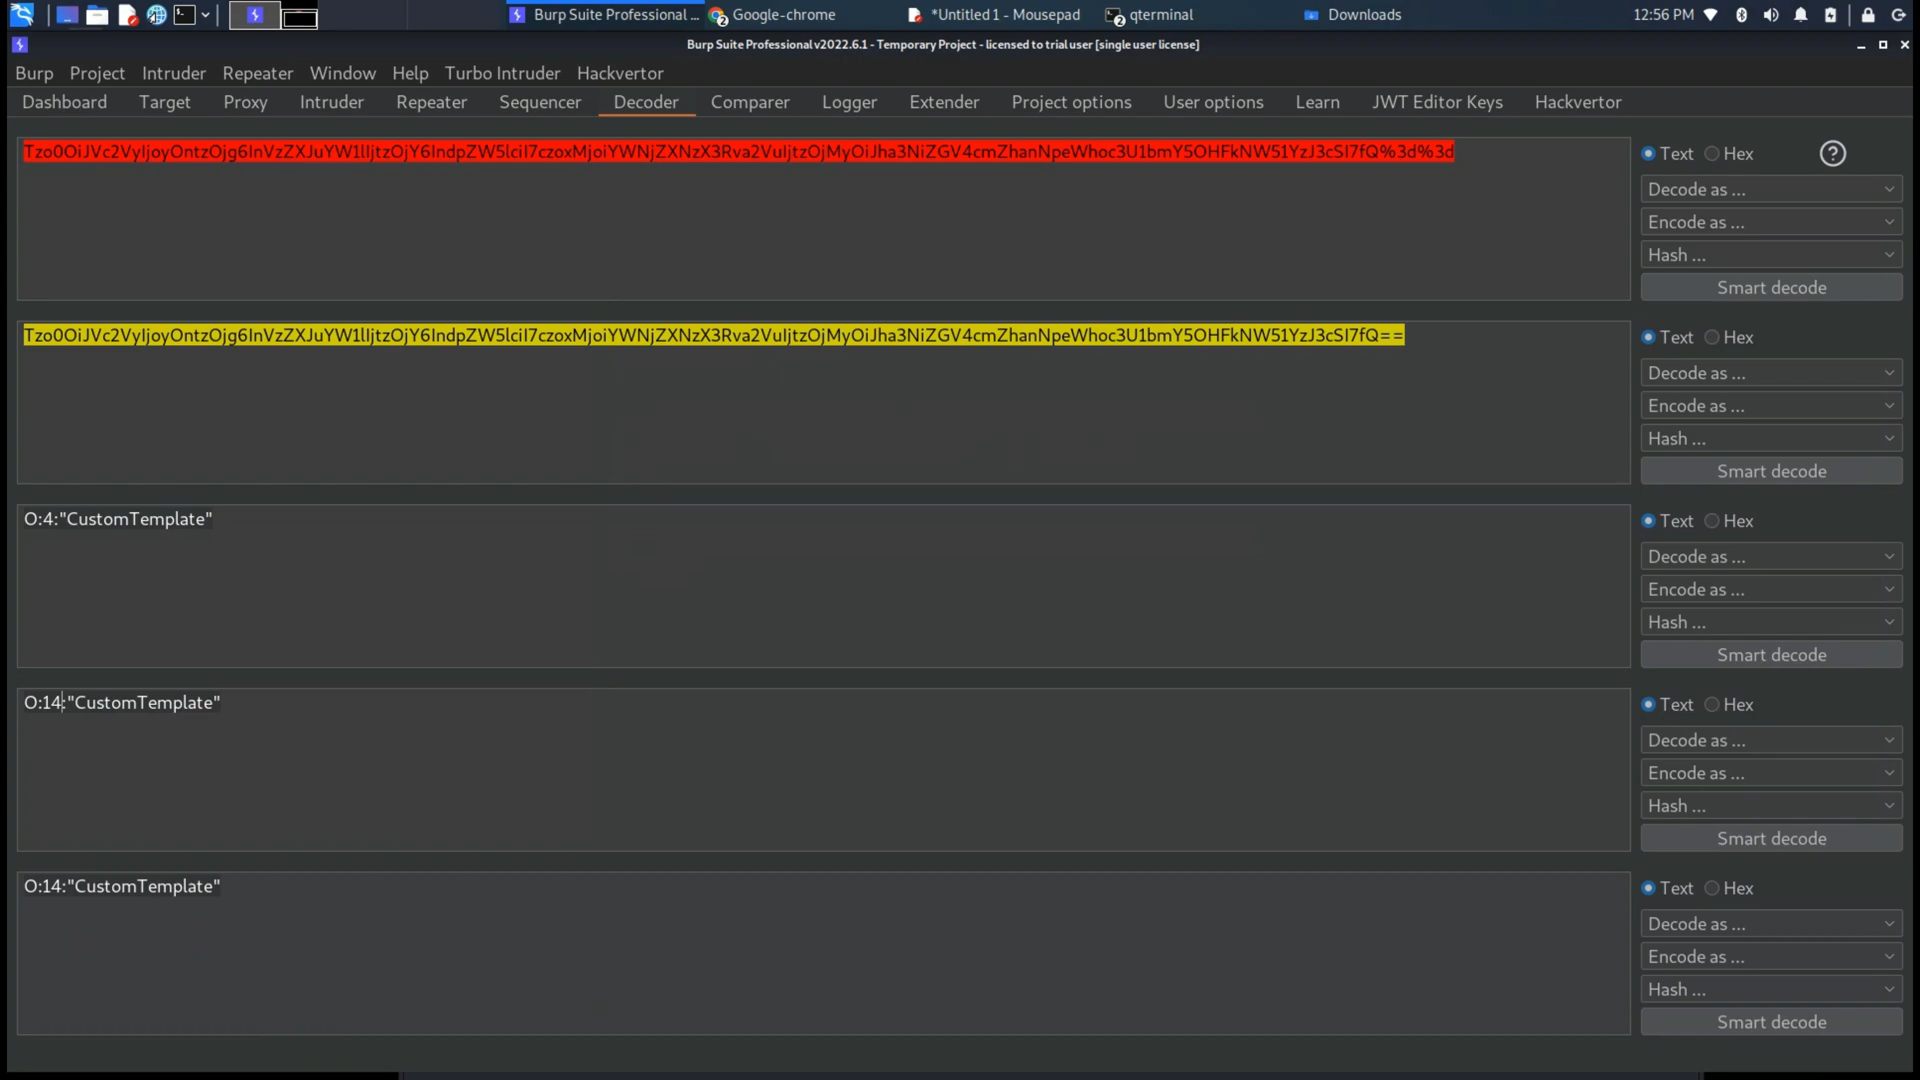 Burp Suite Professional ... Google-chrome *Untitled 1 - Mousepad qterminal Downloads 12:56 PM
Burp Suite Professional v2022.6.1 - Temporary Project - licensed to trial user [single user license]
Burp Project Intruder Repeater Window Help Turbo Intruder Hackvertor
Dashboard Target Proxy Intruder Repeater Sequencer Decoder Comparer Logger Extender Project options User options Learn JWT Editor Keys Hackvertor
Tzo0OiJVc2VyIjoyOntzOjg6InVzZXJuYW1lIjtzOjY6IndpZW5lciI7czoxMjoiYWNjZXNzX3Rva2VuIjtzOjMyOiJha3NiZGV4cmZhanNpeWhoc3U1bmY5OHFkNW51YzJ3cSI7fQ%3d%3d
Text Hex
Decode as ...
Encode as ...
Hash ...
Smart decode
Tzo0OiJVc2VyIjoyOntzOjg6InVzZXJuYW1lIjtzOjY6IndpZW5lciI7czoxMjoiYWNjZXNzX3Rva2VuIjtzOjMyOiJha3NiZGV4cmZhanNpeWhoc3U1bmY5OHFkNW51YzJ3cSI7fQ==
Text Hex
Decode as ...
Encode as ...
Hash ...
Smart decode
O:4:"CustomTemplate"
Text Hex
Decode as ...
Encode as ...
Hash ...
Smart decode
O:14:"CustomTemplate"
Text Hex
Decode as ...
Encode as ...
Hash ...
Smart decode
O:14:"CustomTemplate"
Text Hex
Decode as ...
Encode as ...
Hash ...
Smart decode